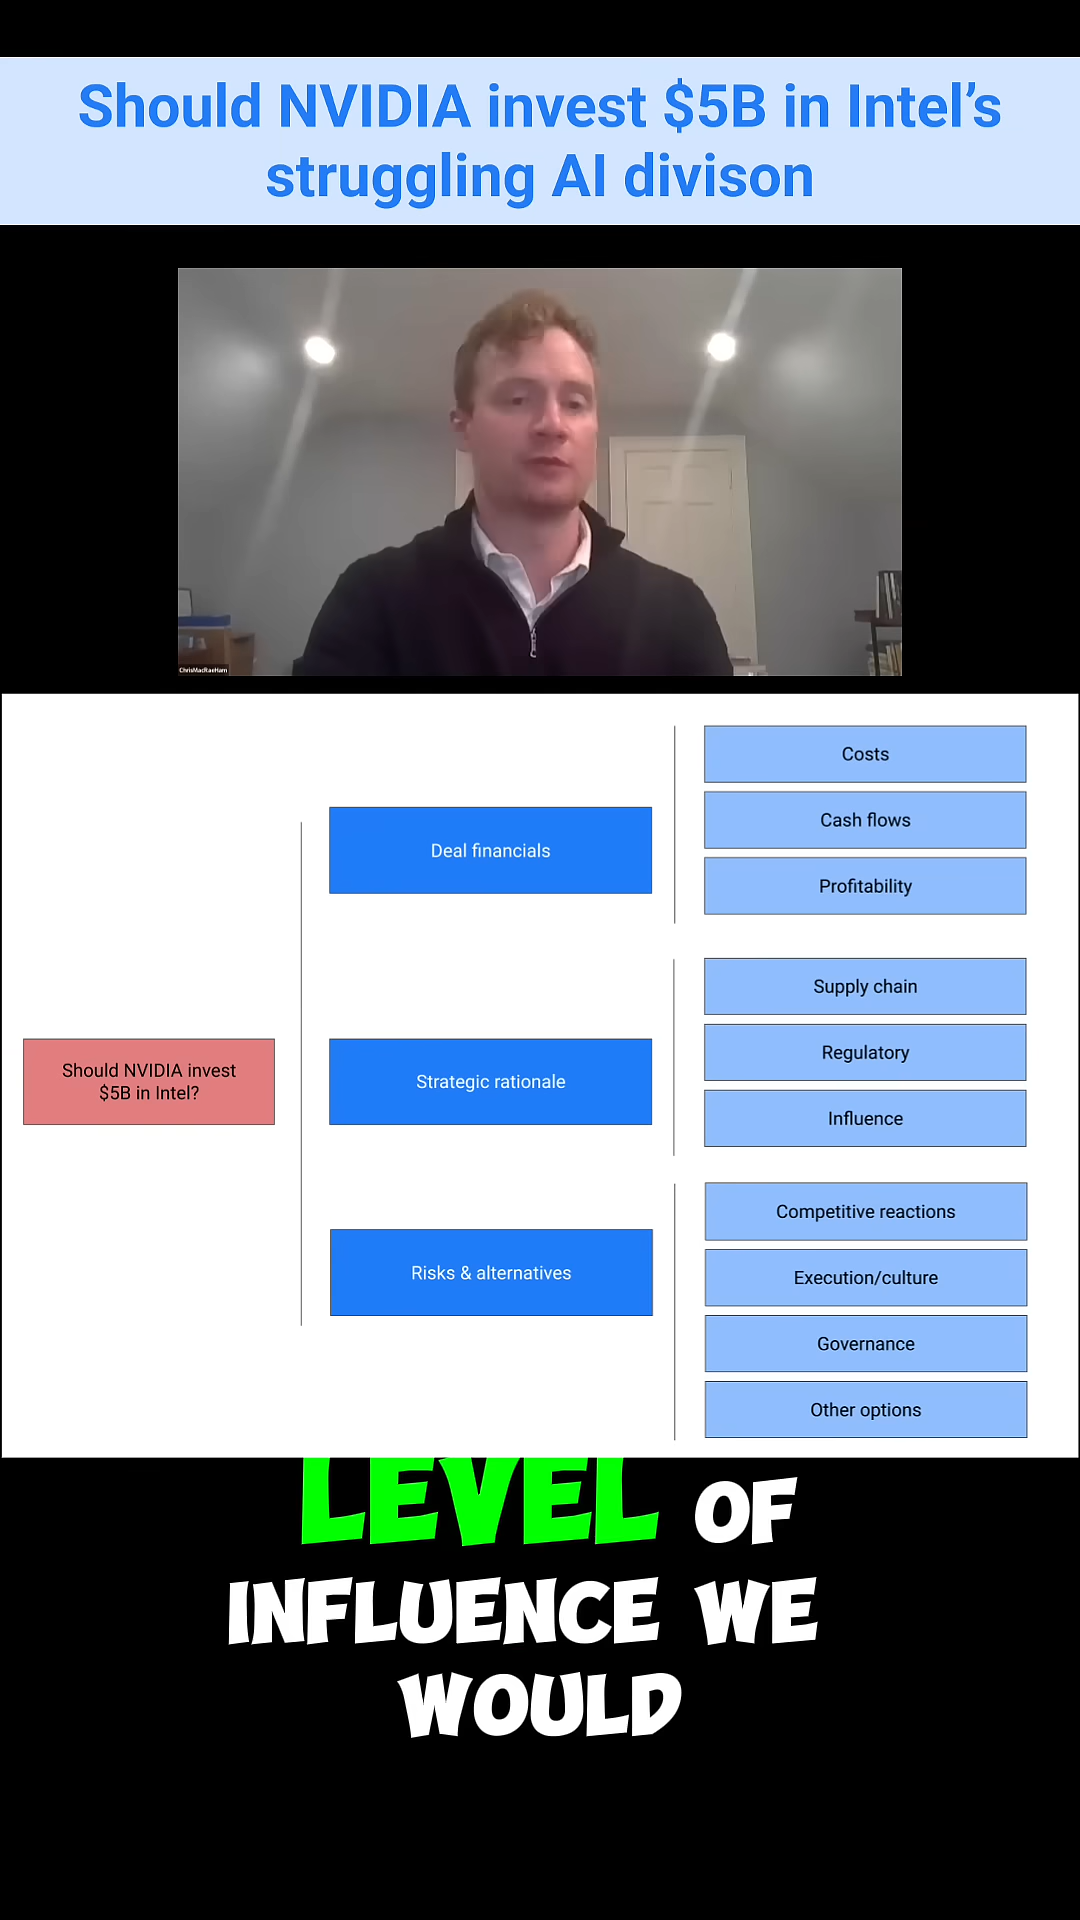 Should NVIDIA invest $5B in Intel’s
struggling AI divison
ChrisMacRaeHam
Should NVIDIA invest
$5B in Intel?
Deal financials
Costs
Cash flows
Profitability
Strategic rationale
Supply chain
Regulatory
Influence
Risks & alternatives
Competitive reactions
Execution/culture
Governance
Other options
LEVEL OF
INFLUENCE WE
WOULD